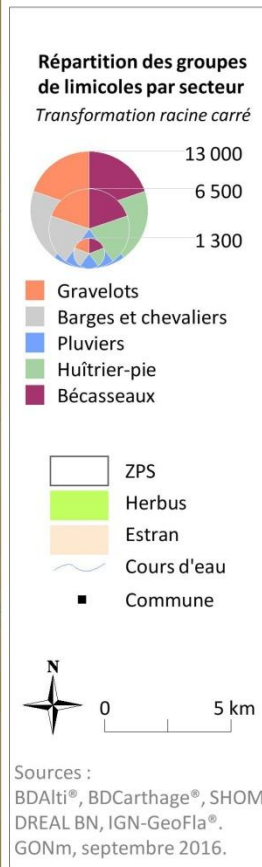 Répartition des groupes
de limicoles par secteur
Transformation racine carré
13 000
6 500
1 300
Gravelots
Barges et chevaliers
Pluviers
Huîtrier-pie
Bécasseaux
ZPS
Herbus
Estran
Cours d'eau
Commune
N
0 5 km
Sources :
BDAlti®, BDCarthage®, SHOM
DREAL BN, IGN-GeoFla®.
GONm, septembre 2016.